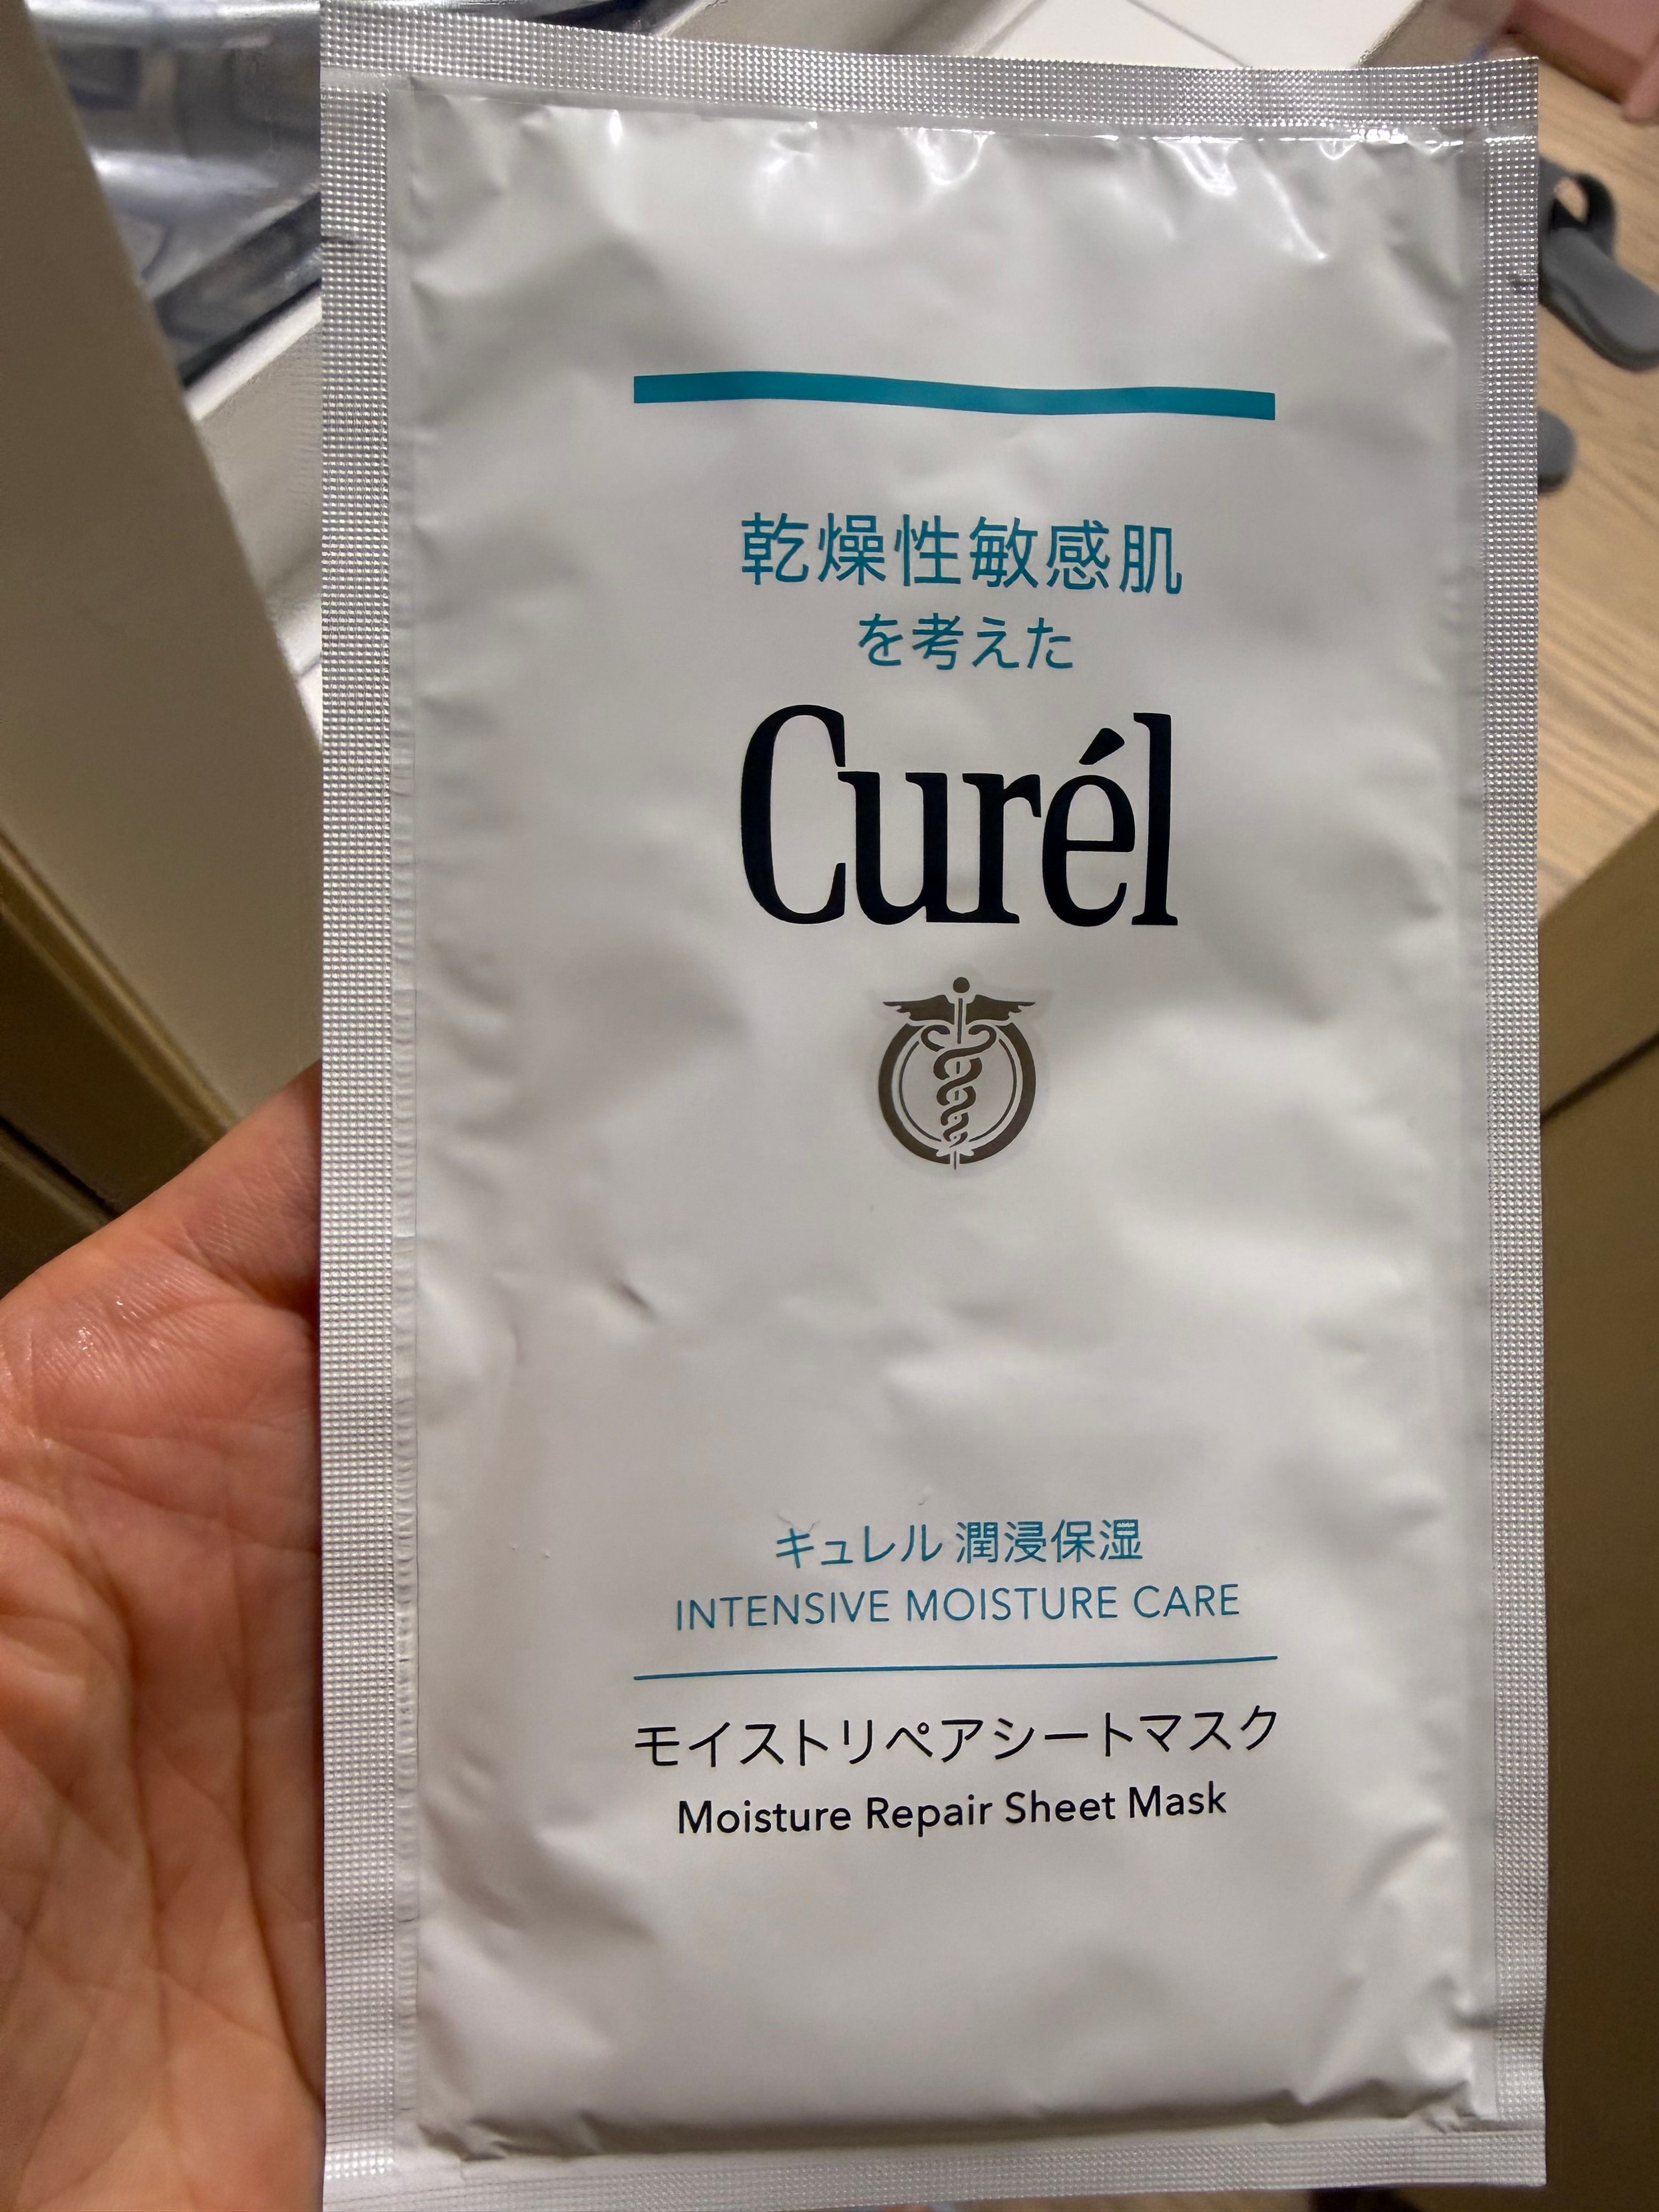 乾燥性敏感肌
を考えた
Curél
キュレル 潤浸保湿
INTENSIVE MOISTURE CARE
モイストリペアシートマスク
Moisture Repair Sheet Mask